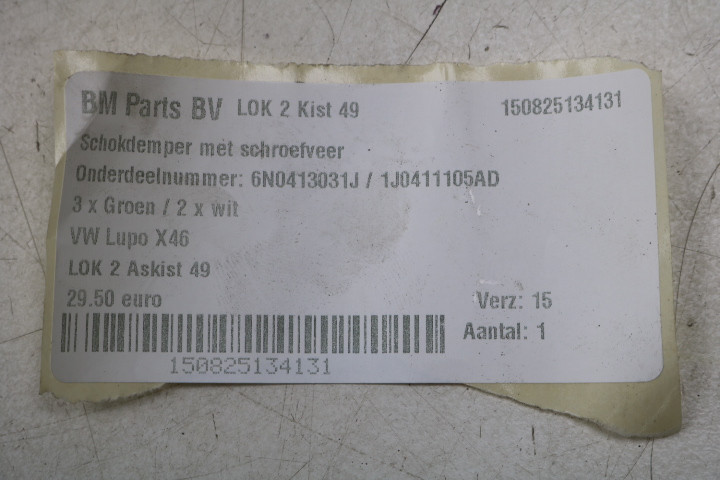 BM Parts BV LOK 2 Kist 49 150825134131
Schokdemper met schroefveer
Onderdeelnummer: 6N0413031J / 1J0411105AD
3 x Groen / 2 x wit
VW Lupo X46
LOK 2 Askist 49
29.50 euro Verz: 15
Aantal: 1
150825134131